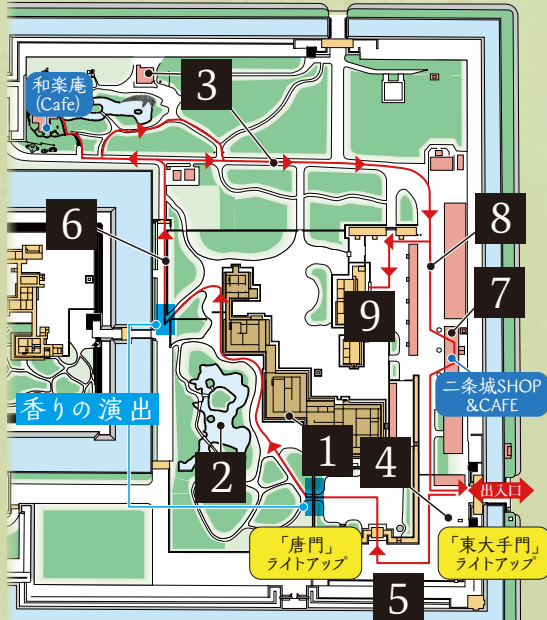 和楽庵
(Cafe)
3
6
8
7
9
二条城SHOP
&CAFE
香りの演出
1
2
4
出入口
「唐門」
ライトアップ
「東大手門」
ライトアップ
5